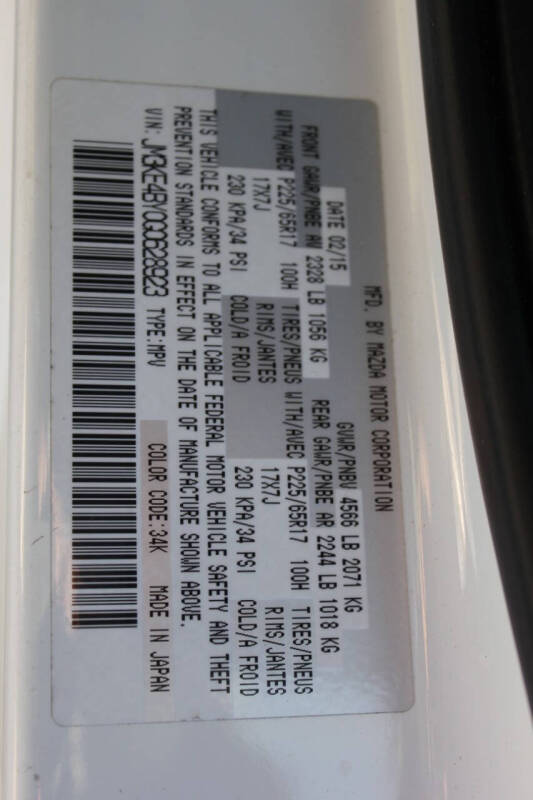 MFD. BY MAZDA MOTOR CORPORATION
DATE 02/15 GVWR/PNBV 4566 LB 2071 KG
FRONT GAWR/PNBE AV 2328 LB 1056 KG REAR GAWR/PNBE AR 2244 LB 1018 KG
WITH/AVEC P225/65R17 100H TIRES/PNEUS WITH/AVEC P225/65R17 100H TIRES/PNEUS
17X7J RIMS/JANTES 17X7J RIMS/JANTES
230 KPA/34 PSI COLD/A FROID 230 KPA/34 PSI COLD/A FROID
THIS VEHICLE CONFORMS TO ALL APPLICABLE FEDERAL MOTOR VEHICLE SAFETY AND THEFT
PREVENTION STANDARDS IN EFFECT ON THE DATE OF MANUFACTURE SHOWN ABOVE.
VIN: JM3KE4BY0G0628923 TYPE:MPV COLOR CODE:34K MADE IN JAPAN